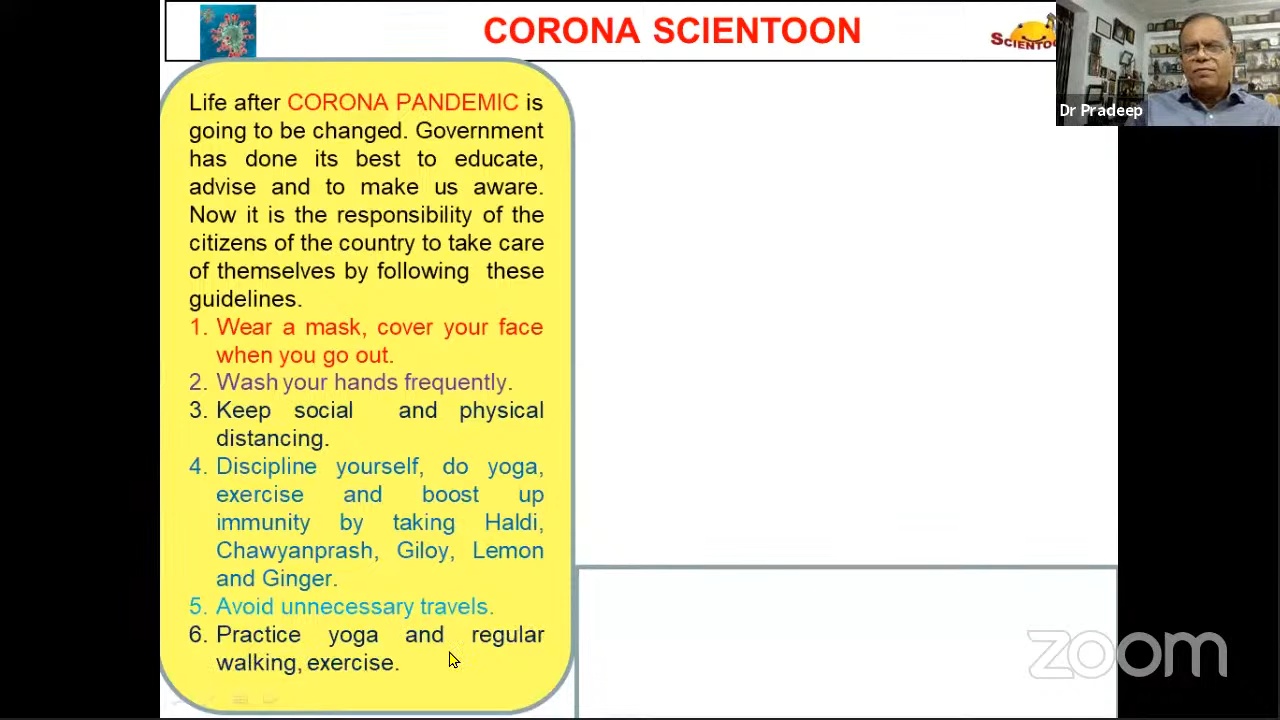 CORONA SCIENTOON
Dr Pradeep
Life after CORONA PANDEMIC is
going to be changed. Government
has done its best to educate,
advise and to make us aware.
Now it is the responsibility of the
citizens of the country to take care
of themselves by following these
guidelines.
1. Wear a mask, cover your face
when you go out.
2. Wash your hands frequently.
3. Keep social and physical
distancing.
4. Discipline yourself, do yoga,
exercise and boost up
immunity by taking Haldi,
Chawyanprash, Giloy, Lemon
and Ginger.
5. Avoid unnecessary travels.
6. Practice yoga and regular
walking, exercise.
zoom